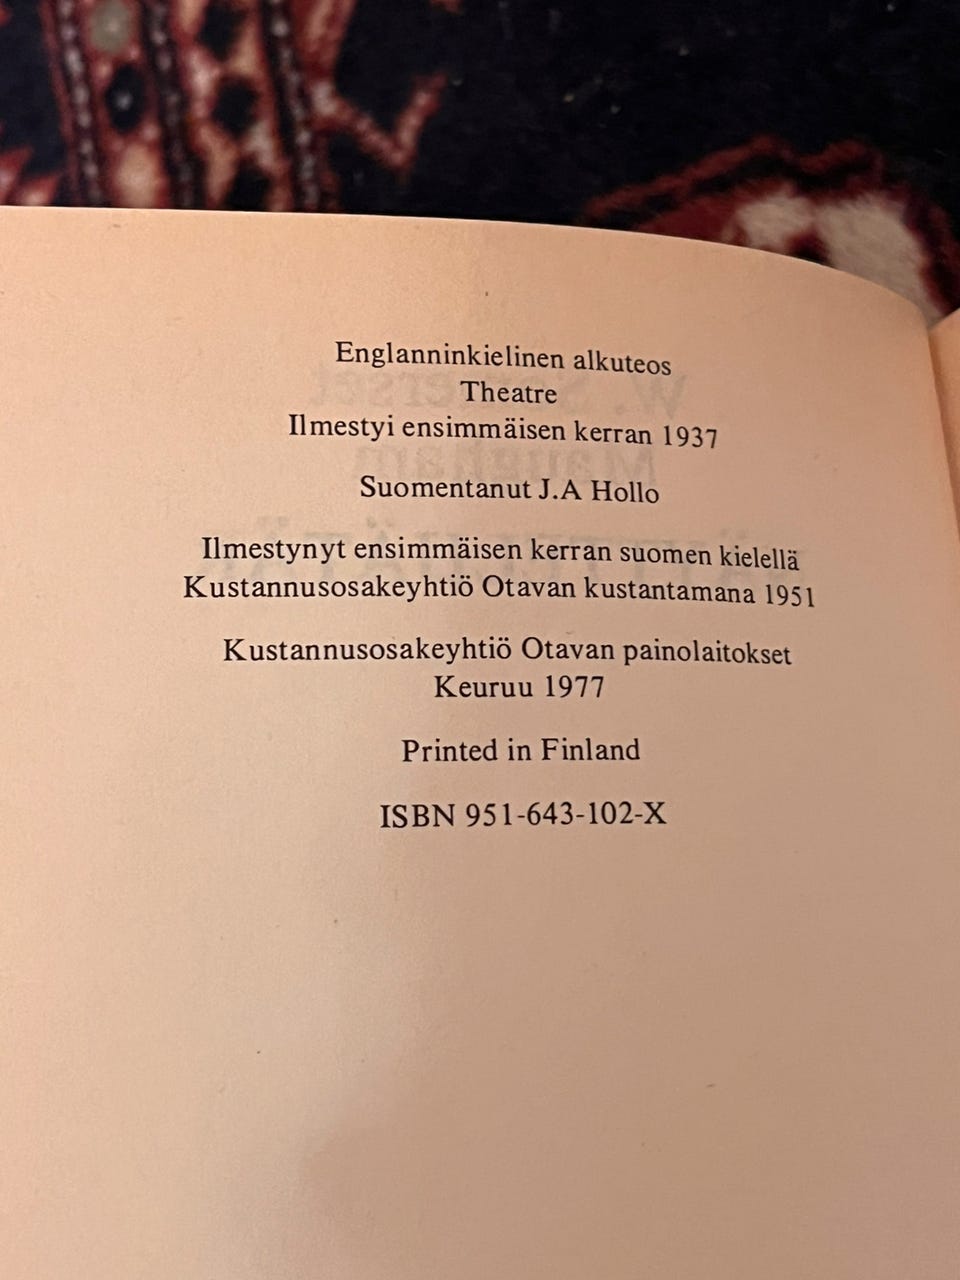 Englanninkielinen alkuteos
Theatre
Ilmestyi ensimmäisen kerran 1937
Suomentanut J.A Hollo
Ilmestynyt ensimmäisen kerran suomen kielellä
Kustannusosakeyhtiö Otavan kustantamana 1951
Kustannusosakeyhtiö Otavan painolaitokset
Keuruu 1977
Printed in Finland
ISBN 951-643-102-X